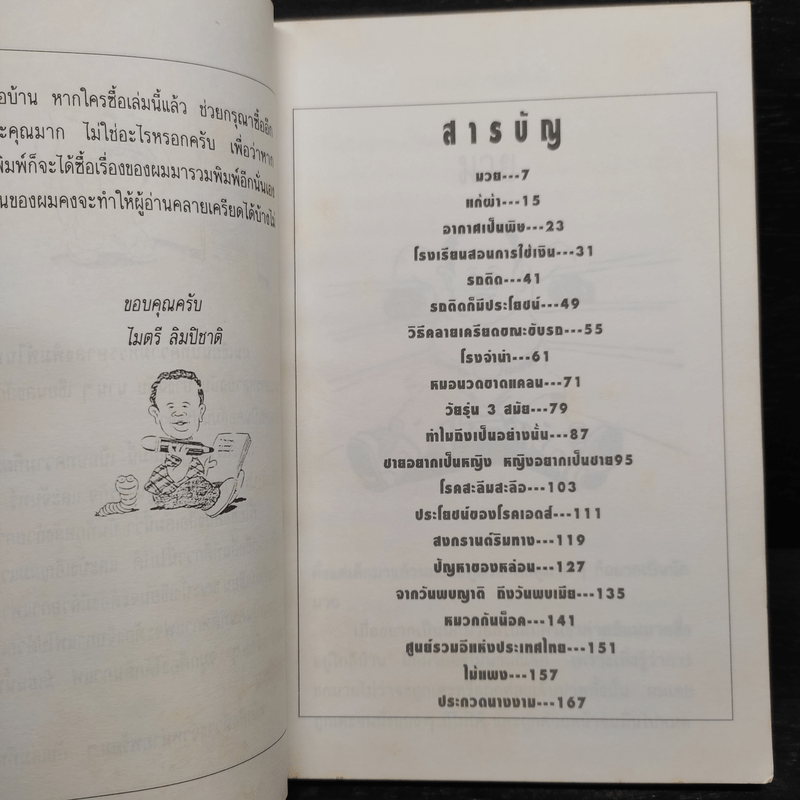 อบ้าน หากใครซื้อเล่มนี้แล้ว ช่วยกรุณาซื้ออีก
ะคุณมาก ไม่ใช่อะไรหรอกครับ เพื่อว่าหาก
พิมพ์ก็จะได้ซื้อเรื่องของผมมารวมพิมพ์อีกนั่นเอง
นของผมคงจะทำให้ผู้อ่านคลายเครียดได้บ้างไม่
ขอบคุณครับ
ไมตรี ลิมปิชาติ
สารบัญ
มวย---7
แก่ผ่า---15
อากาศเป็นพิษ---23
โรงเรียนสอนการใช้เงิน---31
รถติด---41
รถติดก็มีประโยชน์---49
วิธีคลายเครียดขณะขับรถ---55
โรงจำนำ---61
หมอนวดขาดแคลน---71
วัยรุ่น 3 สมัย---79
ทำไมถึงเป็นอย่างนั้น---87
ชายอยากเป็นหญิง หญิงอยากเป็นชาย95
โรคสะลึมสะลือ---103
ประโยชน์ของโรคเอดส์---111
สงกรานต์ริมทาง---119
ปัญหาของหล่อน---127
จากวันพบญาติ ถึงวันพบเมีย---135
หมวกกันน็อค---141
ศูนย์รวมอีแห่งประเทศไทย---151
ไม้แพง---157
ประกวดนางงาม---167